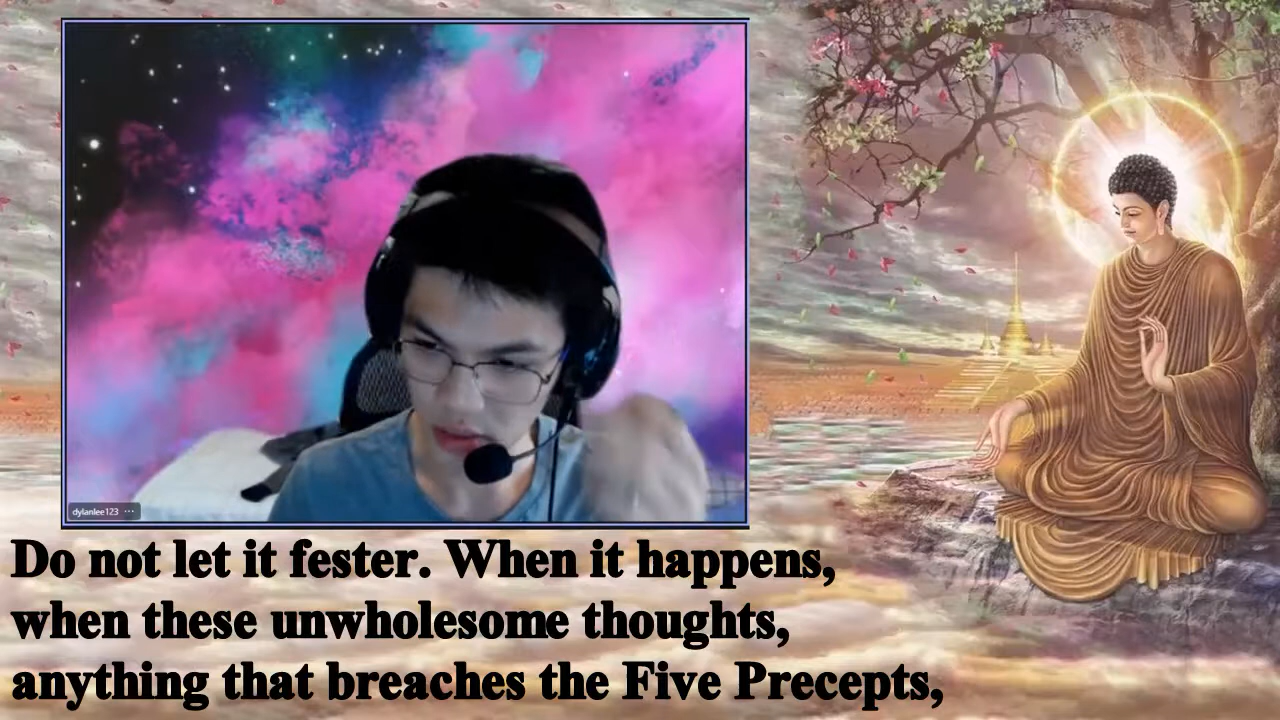 dylanlee123 ···
Do not let it fester. When it happens,
when these unwholesome thoughts,
anything that breaches the Five Precepts,